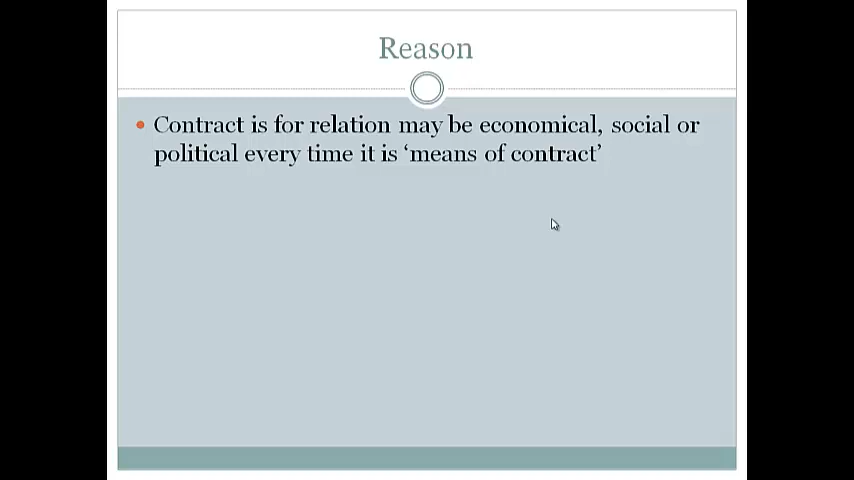 Reason
Contract is for relation may be economical, social or
political every time it is ‘means of contract’